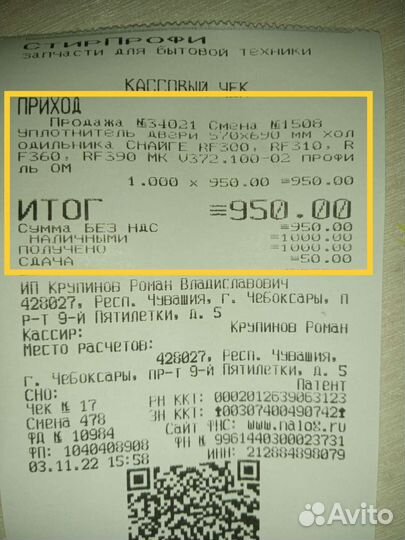 СТИРПРОФИ
запчасти для бытовой техники
КАССОВЫЙ ЧЕК
ПРИХОД
Продажа №34021 Смена №1508
УПЛОТНИТЕЛЬ ДВЕРИ 570Х690 ММ ХОЛ
ОДИЛЬНИКА СНАЙГЕ RF300, RF310, R
F360, RF390 МК V372.100-02 ПРОФИ
ЛЬ ОМ
1.000 х 950.00 =950.00
ИТОГ =950.00
СУММА БЕЗ НДС =950.00
НАЛИЧНЫМИ =1000.00
ПОЛУЧЕНО =1000.00
СДАЧА =50.00
ИП КРУПИНОВ РОМАН ВЛАДИСЛАВОВИЧ
428027, РЕСП. ЧУВАШИЯ, Г. ЧЕБОКСАРЫ, П
Р-Т 9-Й ПЯТИЛЕТКИ, Д. 5
КАССИР: КРУПИНОВ РОМАН
МЕСТО РАСЧЕТОВ:
428027, РЕСП. ЧУВАШИЯ,
Г. ЧЕБОКСАРЫ, ПР-Т 9-Й ПЯТИЛЕТКИ, Д. 5
СНО: ПАТЕНТ
ЧЕК № 17 РН ККТ: 0002012639063123
СМЕНА 478 ЗН ККТ: 00307400490742
ФД № 10984 САЙТ ФНС: www.nalog.ru
ФП: 1040408908 ФН № 9961440300023731
03.11.22 15:58 ИНН: 212884898079
Avito